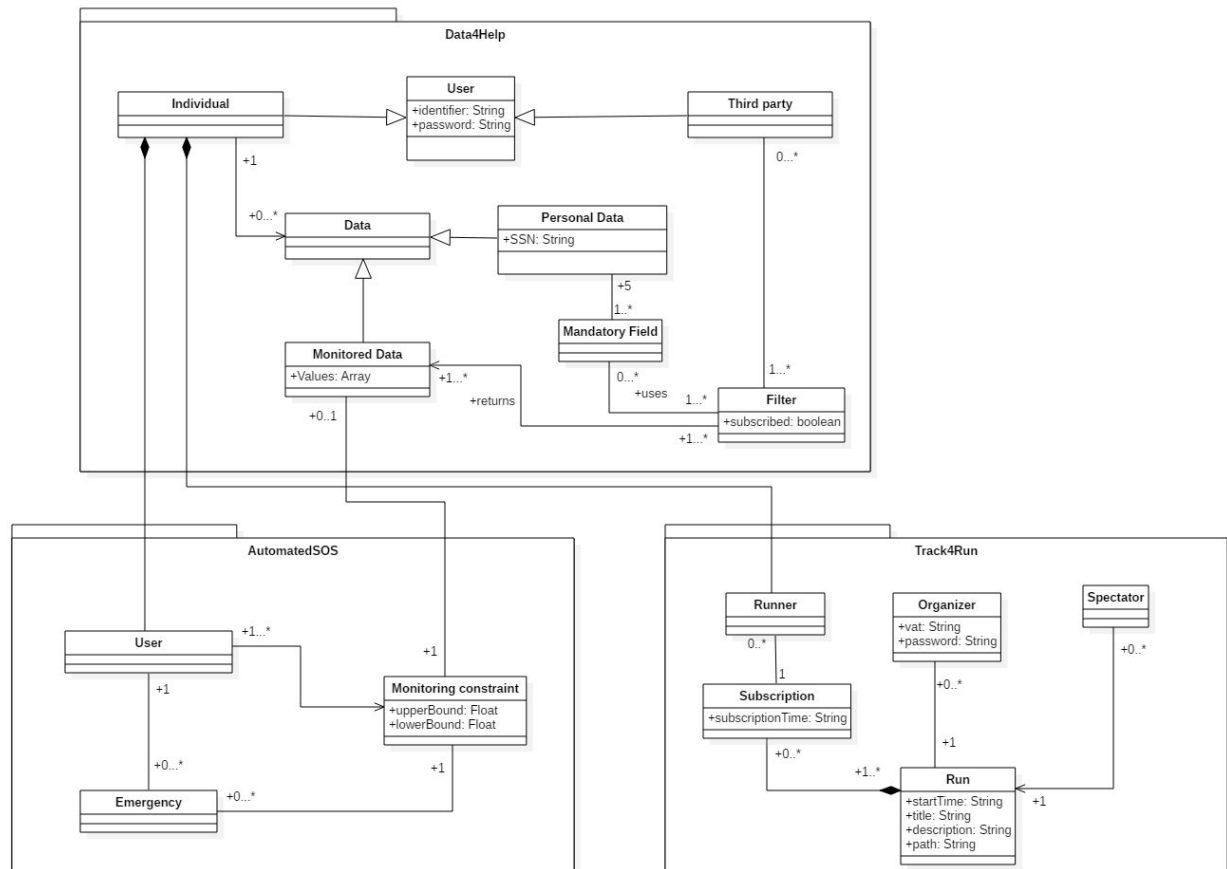 Data4Help
User
+identifier: String
+password: String
Individual
Third party
+1
0...*
+0...*
Data
Personal Data
+SSN: String
+5
1..*
Mandatory Field
Monitored Data
+Values: Array
+1...*
0...*
+uses
1...*
1...*
+returns
Filter
+subscribed: boolean
+0..1
+1...*
AutomatedSOS
User
+1...*
+1
+1
Monitoring constraint
+upperBound: Float
+lowerBound: Float
+0...*
+1
Emergency
+0...*
Track4Run
Runner
Organizer
+vat: String
+password: String
Spectator
0..*
+0..*
1
+0..*
Subscription
+subscriptionTime: String
+0..*
+1
+1..*
Run
+startTime: String
+title: String
+description: String
+path: String
+1